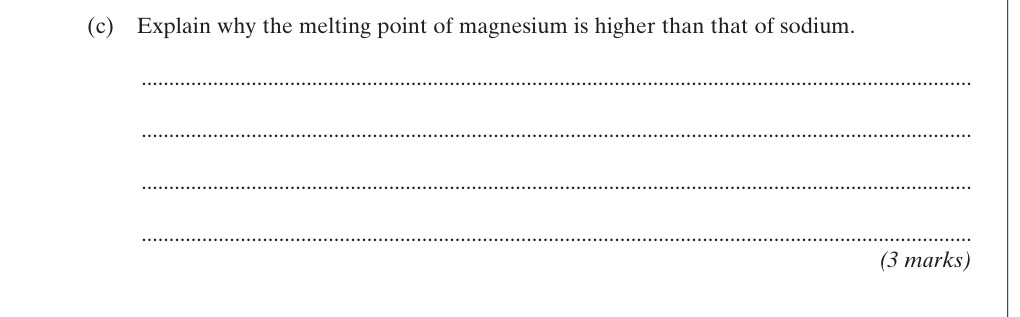 (c) Explain why the melting point of magnesium is higher than that of sodium.
(3 marks)